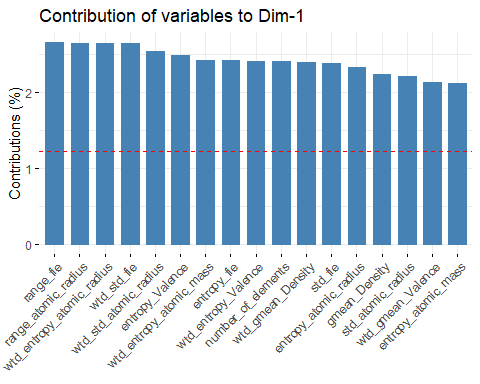 Contribution of variables to Dim-1
Contributions (%)
2
1
0
range_fie
range_atomic_radius
wtd_entropy_atomic_radius
wtd_std_fie
wtd_std_atomic_radius
entropy_Valence
wtd_entropy_atomic_mass
entropy_fie
wtd_entropy_Valence
number_of_elements
wtd_gmean_Density
std_fie
entropy_atomic_radius
gmean_Density
std_atomic_radius
wtd_gmean_Valence
entropy_atomic_mass